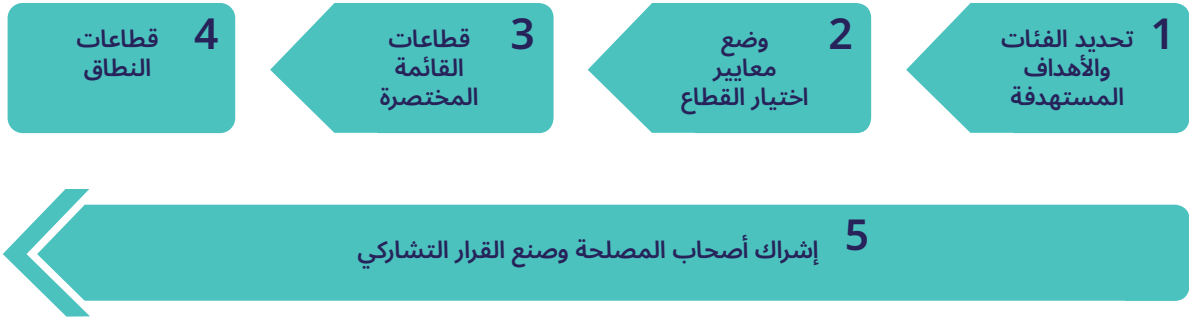 1 تحديد الفئات
والأهداف
المستهدفة
2 وضع
معايير
اختيار القطاع
3 قطاعات
القائمة
المختصرة
4 قطاعات
النطاق
5 إشراك أصحاب المصلحة وصنع القرار التشاركي